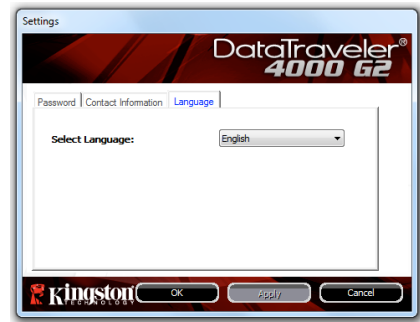 Settings
DataTraveler®
4000 G2
Password Contact Information Language
Select Language: English
Kingston
TECHNOLOGY
OK Apply Cancel